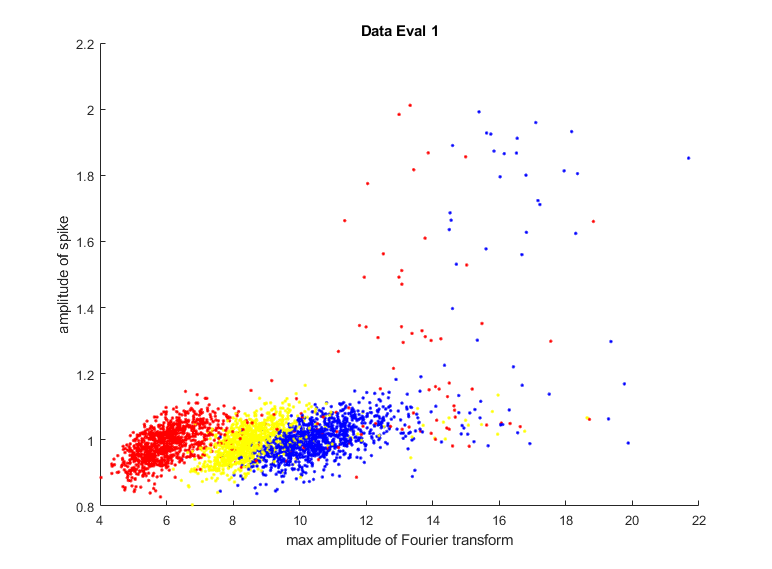 Data Eval 1
2.2
2
1.8
1.6
1.4
1.2
1
0.8
amplitude of spike
4 6 8 10 12 14 16 18 20 22
max amplitude of Fourier transform